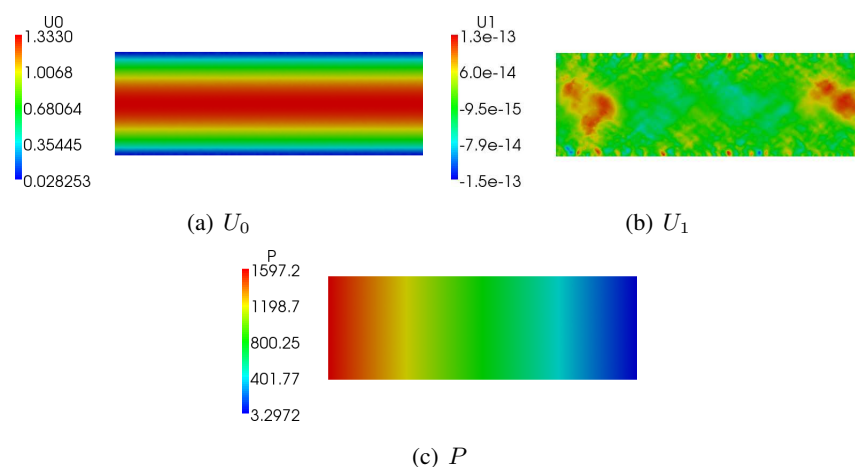 U0
1.3330
1.0068
0.68064
0.35445
0.028253
(a) U₀
U1
1.3e-13
6.0e-14
-9.5e-15
-7.9e-14
-1.5e-13
(b) U₁
P
1597.2
1198.7
800.25
401.77
3.2972
(c) P